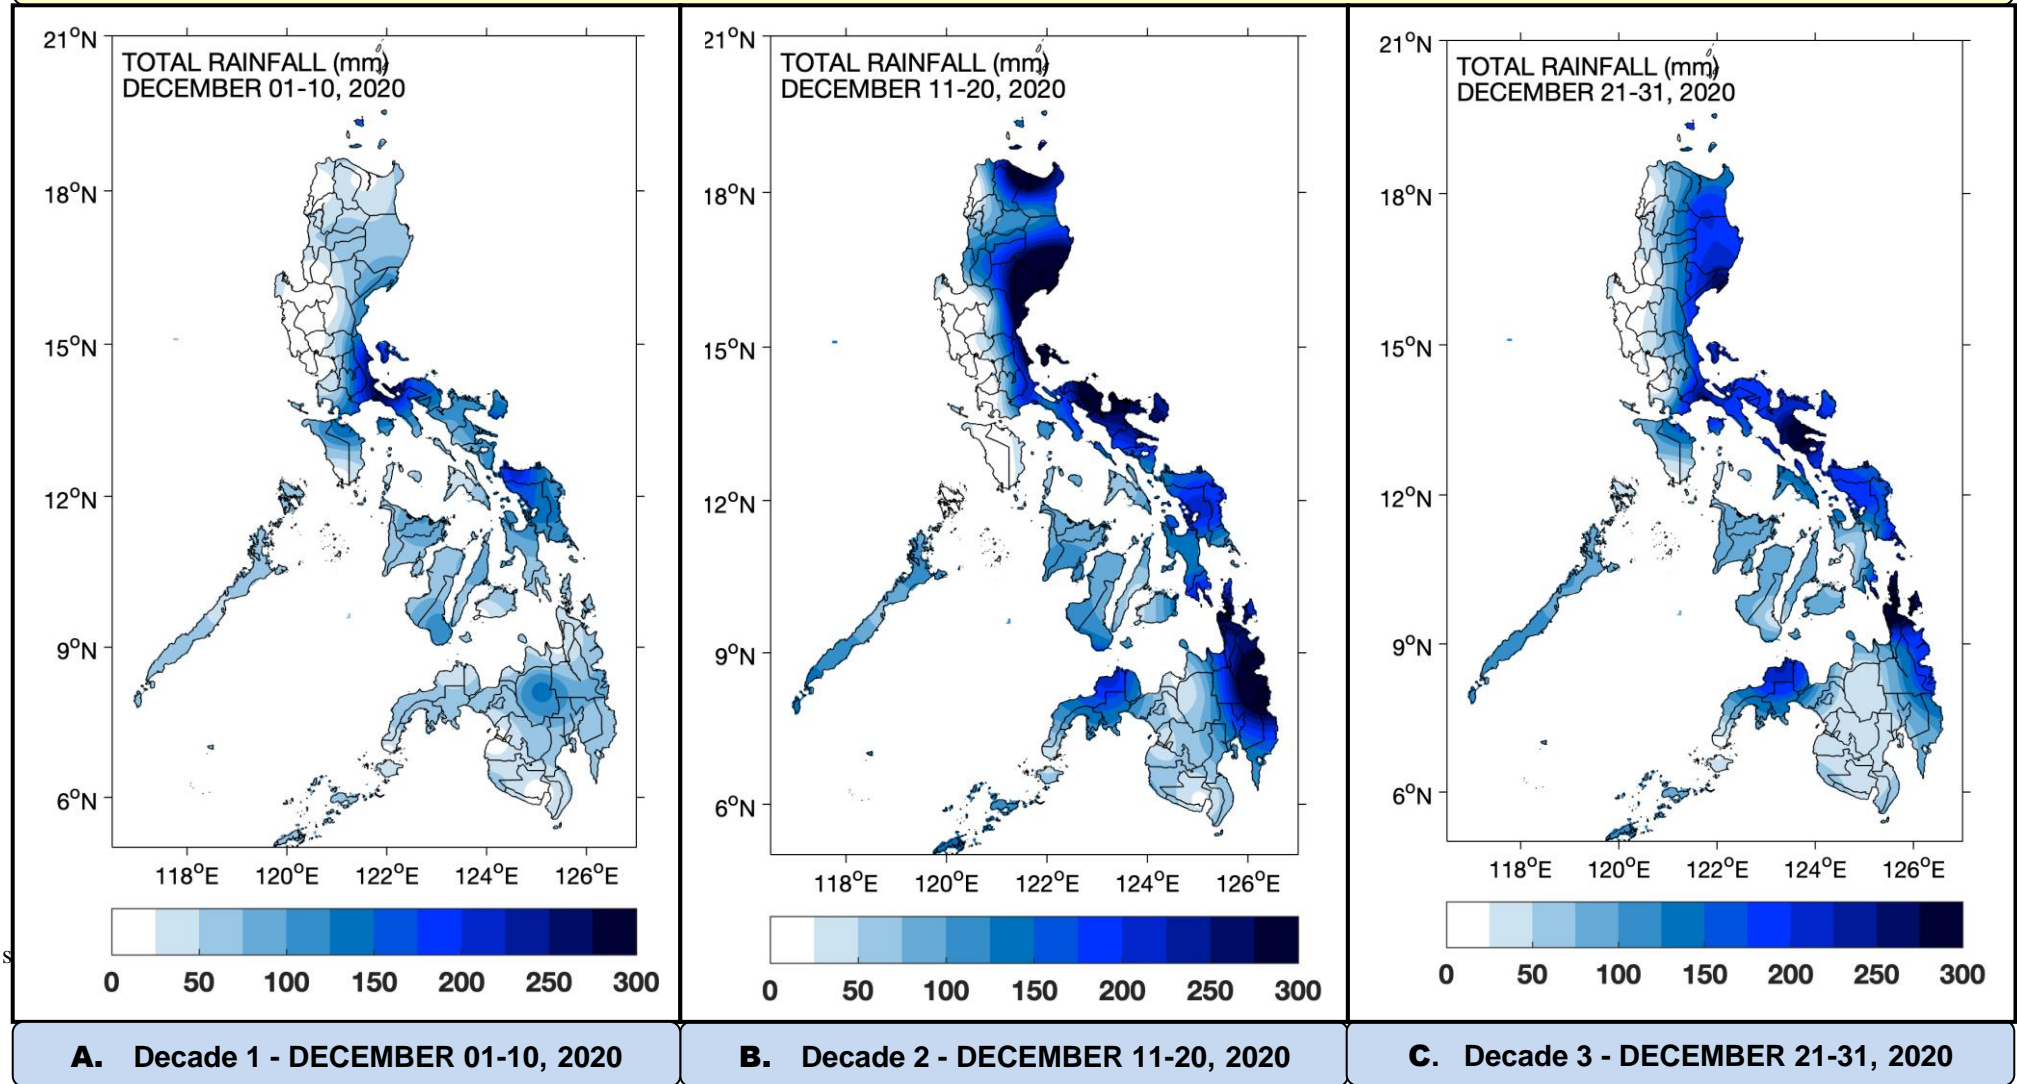 TOTAL RAINFALL (mm)
DECEMBER 01-10, 2020
21°N
18°N
15°N
12°N
9°N
6°N
118°E 120°E 122°E 124°E 126°E
0 50 100 150 200 250 300
TOTAL RAINFALL (mm)
DECEMBER 11-20, 2020
21°N
18°N
15°N
12°N
9°N
6°N
118°E 120°E 122°E 124°E 126°E
0 50 100 150 200 250 300
TOTAL RAINFALL (mm)
DECEMBER 21-31, 2020
21°N
18°N
15°N
12°N
9°N
6°N
118°E 120°E 122°E 124°E 126°E
0 50 100 150 200 250 300
s
A. Decade 1 - DECEMBER 01-10, 2020
B. Decade 2 - DECEMBER 11-20, 2020
C. Decade 3 - DECEMBER 21-31, 2020